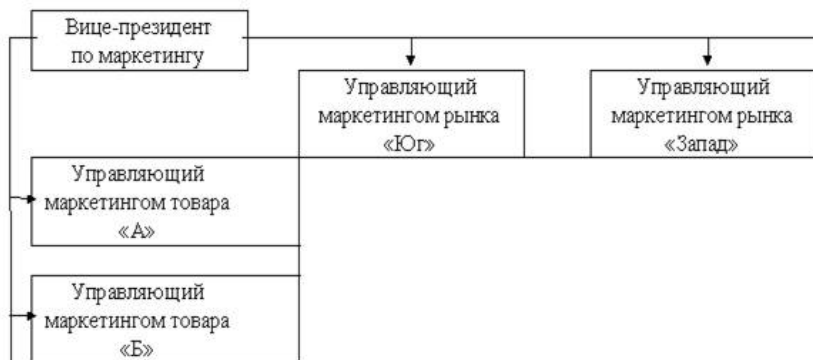 Вице-президент
по маркетингу
Управляющий
маркетингом рынка
«Юг»
Управляющий
маркетингом рынка
«Запад»
Управляющий
маркетингом товара
«А»
Управляющий
маркетингом товара
«Б»